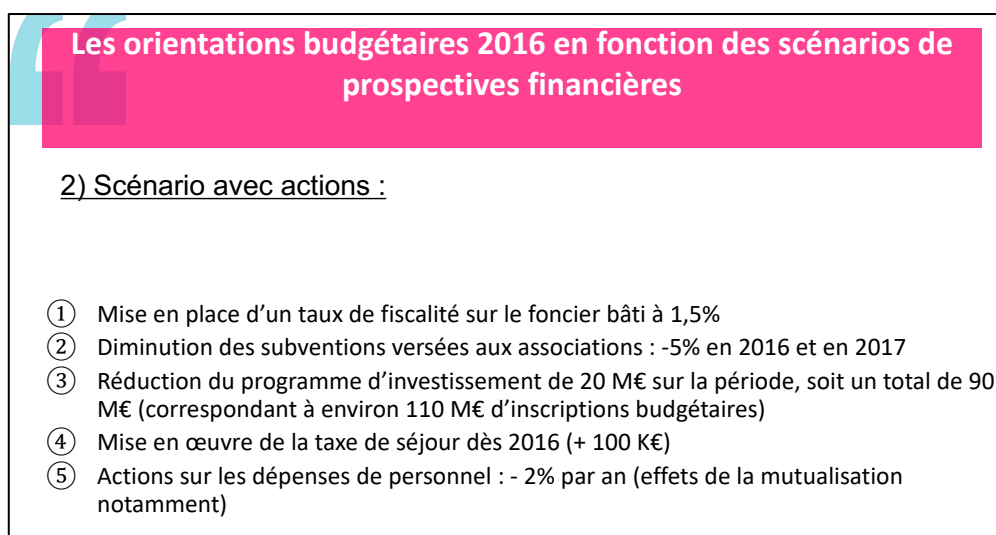 Les orientations budgétaires 2016 en fonction des scénarios de
prospectives financières
2) Scénario avec actions :
① Mise en place d’un taux de fiscalité sur le foncier bâti à 1,5%
② Diminution des subventions versées aux associations : -5% en 2016 et en 2017
③ Réduction du programme d’investissement de 20 M€ sur la période, soit un total de 90
M€ (correspondant à environ 110 M€ d’inscriptions budgétaires)
④ Mise en œuvre de la taxe de séjour dès 2016 (+ 100 K€)
⑤ Actions sur les dépenses de personnel : - 2% par an (effets de la mutualisation
notamment)